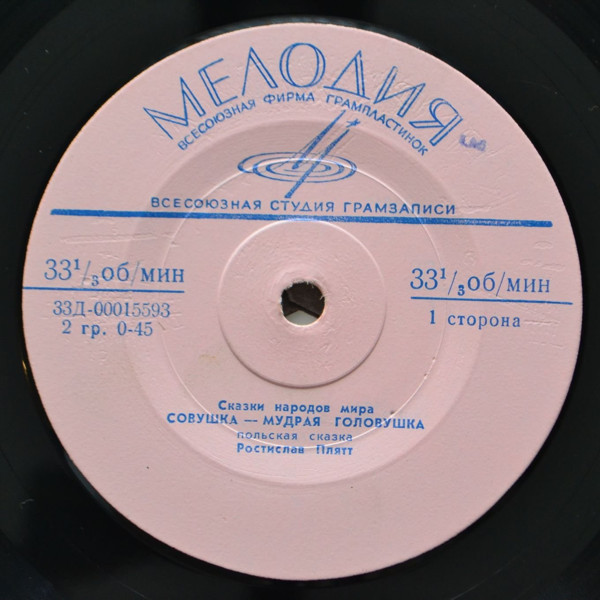 МЕЛОДИЯ
ВСЕСОЮЗНАЯ ФИРМА ГРАМПЛАСТИНОК
ВСЕСОЮЗНАЯ СТУДИЯ ГРАМЗАПИСИ
33¹/₃об/мин
33¹/₃об/мин
33Д-00015593
2 гр. 0-45
1 сторона
Сказки народов мира
СОВУШКА — МУДРАЯ ГОЛОВУШКА
польская сказка
Ростислав Плятт